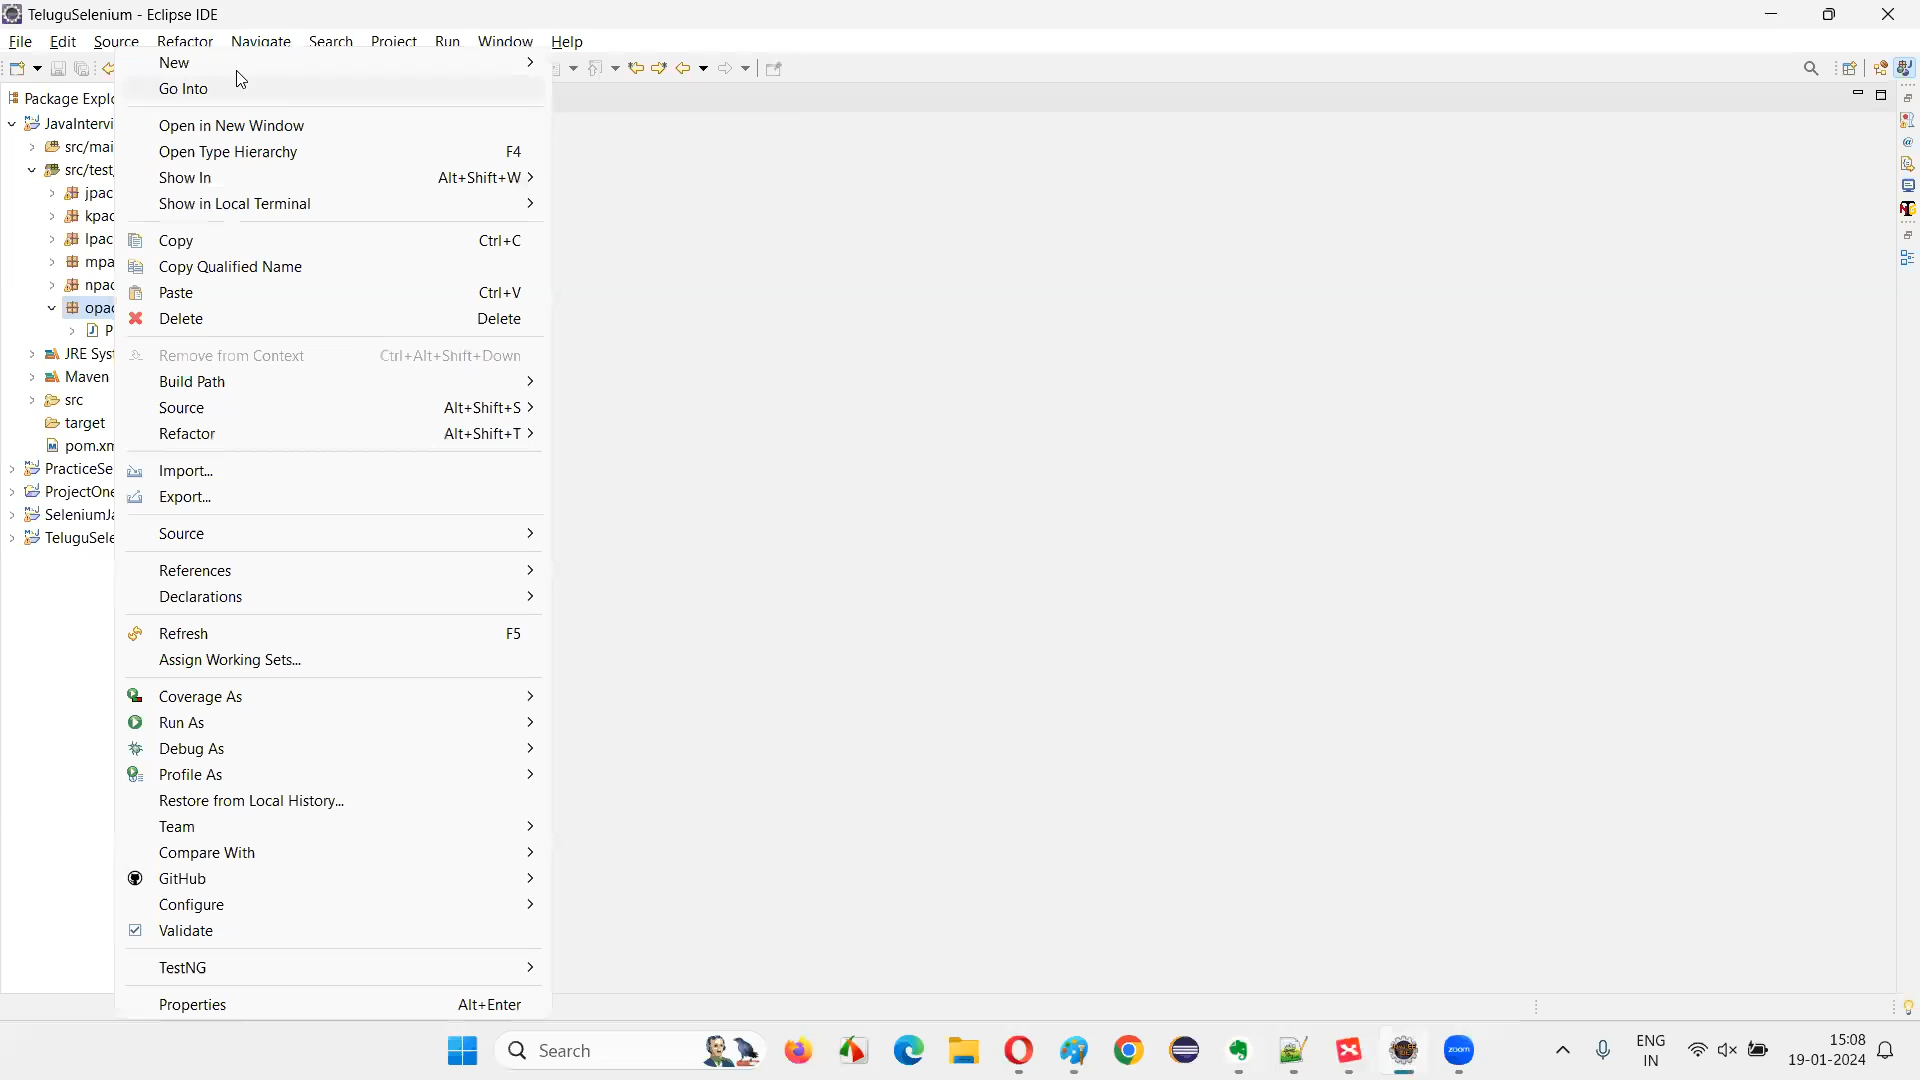 TeluguSelenium - Eclipse IDE
File Edit Source Refactor Navigate Search Project Run Window Help
Package Explo
JavaIntervi
src/mai
src/test
jpac
kpac
lpac
mpa
npac
opac
P
JRE Syst
Maven
src
target
pom.xm
PracticeSe
ProjectOne
SeleniumJa
TeluguSele
New
Go Into
Open in New Window
Open Type Hierarchy F4
Show In Alt+Shift+W
Show in Local Terminal
Copy Ctrl+C
Copy Qualified Name
Paste Ctrl+V
Delete Delete
Remove from Context Ctrl+Alt+Shift+Down
Build Path
Source Alt+Shift+S
Refactor Alt+Shift+T
Import...
Export...
Source
References
Declarations
Refresh F5
Assign Working Sets...
Coverage As
Run As
Debug As
Profile As
Restore from Local History...
Team
Compare With
GitHub
Configure
Validate
TestNG
Properties Alt+Enter
Search
zoom
ENG
IN
15:08
19-01-2024